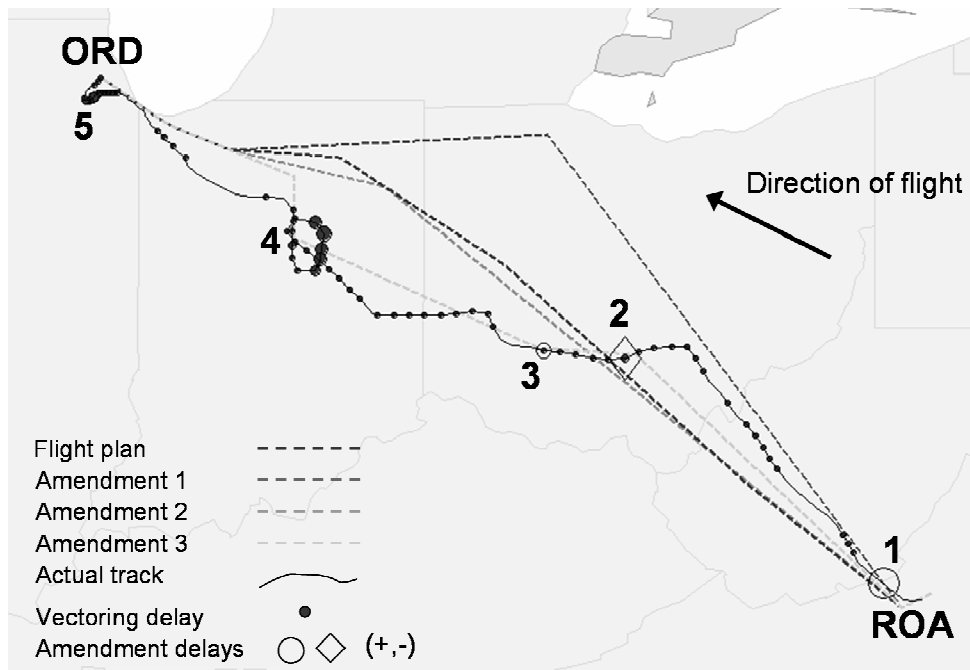 ORD
5
Direction of flight
4
2
3
1
ROA
Flight plan
Amendment 1
Amendment 2
Amendment 3
Actual track
Vectoring delay
Amendment delays (+,-)